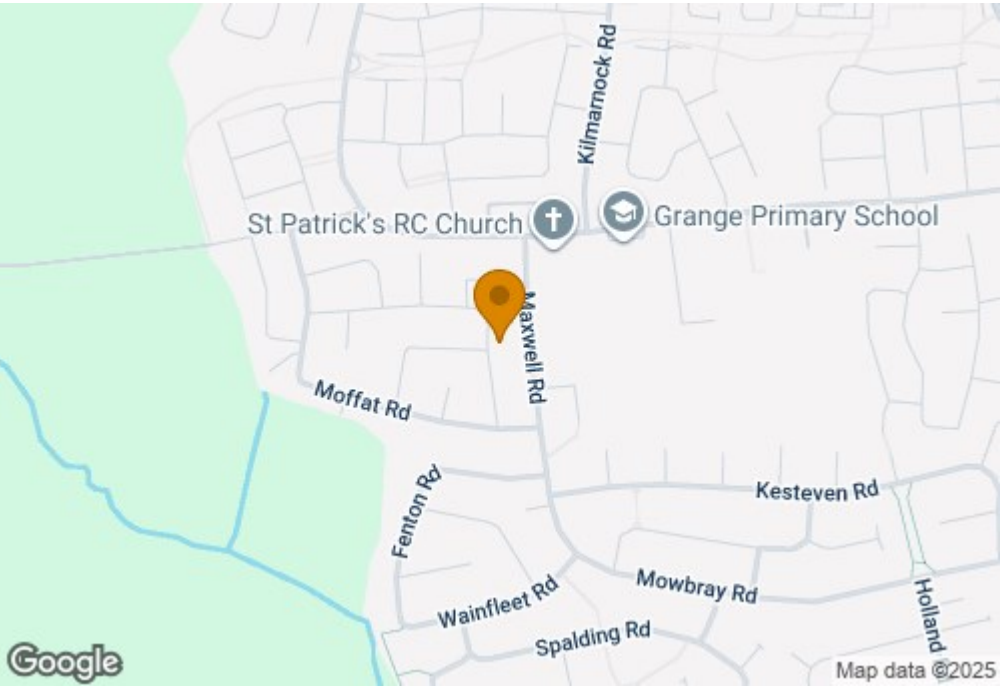 Kilmarnock Rd
St Patrick's RC Church
Grange Primary School
Maxwell Rd
Moffat Rd
Fenton Rd
Kesteven Rd
Mowbray Rd
Wainfleet Rd
Spalding Rd
Holland
Google
Map data ©2025